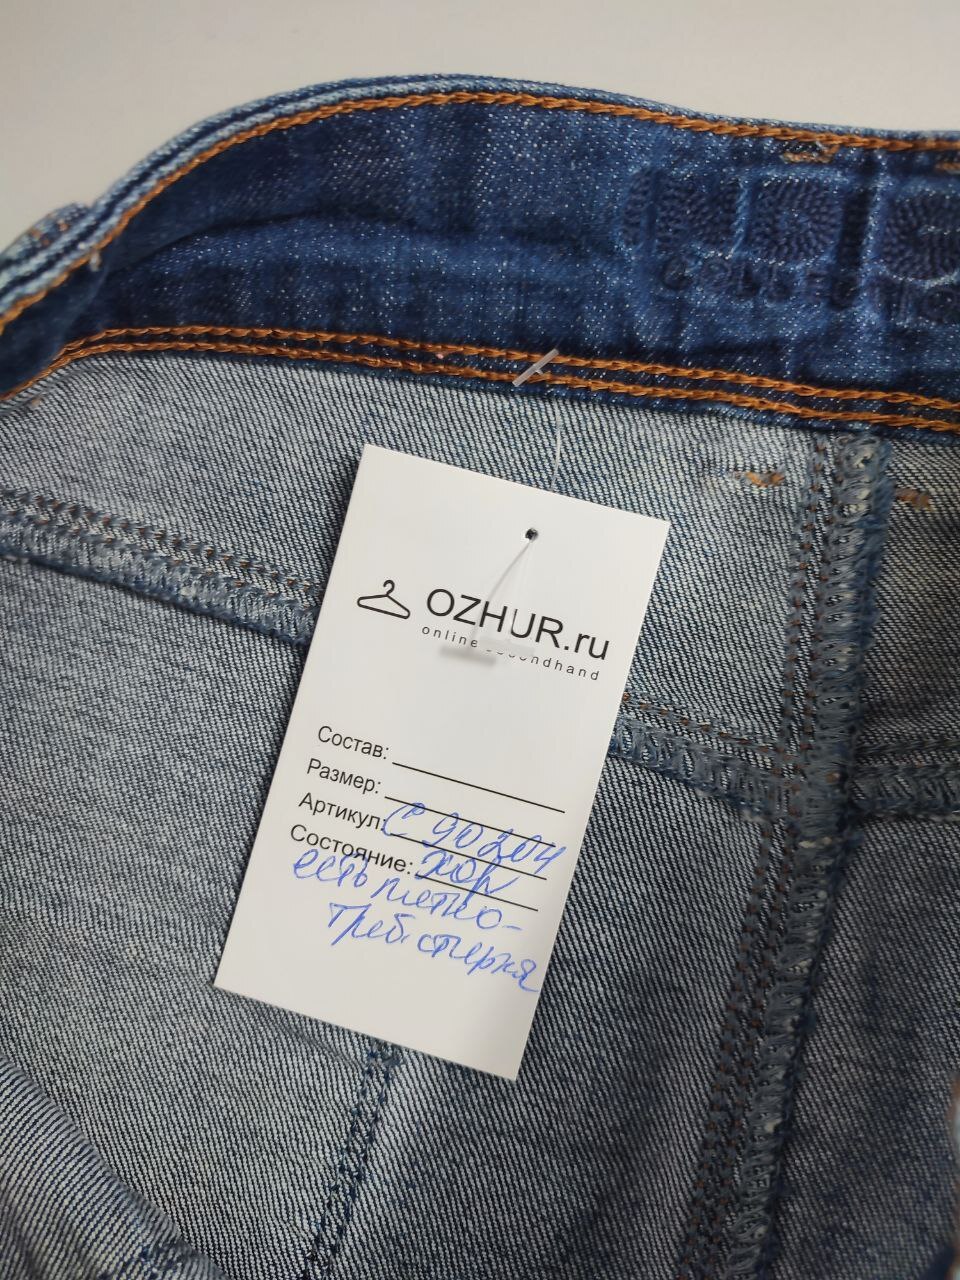 OZHUR.ru
online secondhand
Состав:
Размер:
Артикул: С 90204
Состояние: Хор
есть пятно-
треб. стирка